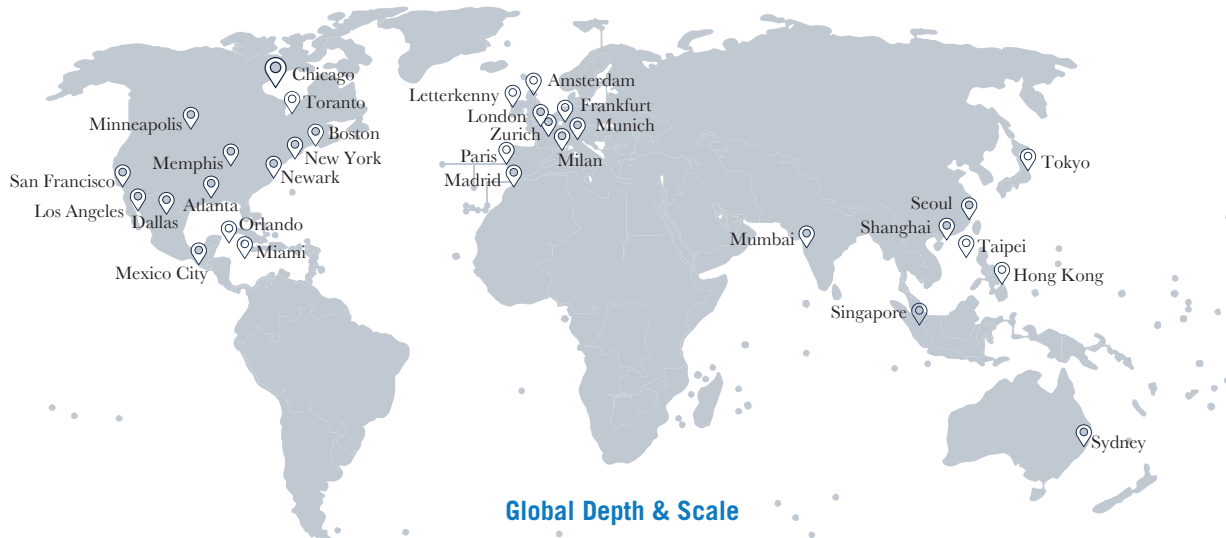 Chicago
Toranto
Minneapolis
Boston
New York
Memphis
Newark
San Francisco
Los Angeles
Dallas
Atlanta
Orlando
Miami
Mexico City
Amsterdam
Letterkenny
Frankfurt
London
Munich
Zurich
Milan
Paris
Madrid
Tokyo
Seoul
Shanghai
Mumbai
Taipei
Hong Kong
Singapore
Sydney
Global Depth & Scale